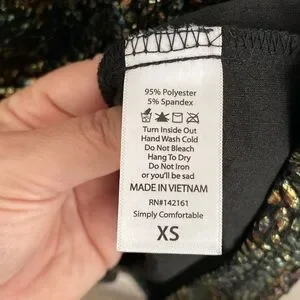 95% Polyester
5% Spandex
Turn Inside Out
Hand Wash Cold
Do Not Bleach
Hang To Dry
Do Not Iron
or you'll be sad
MADE IN VIETNAM
RN#142161
Simply Comfortable
XS